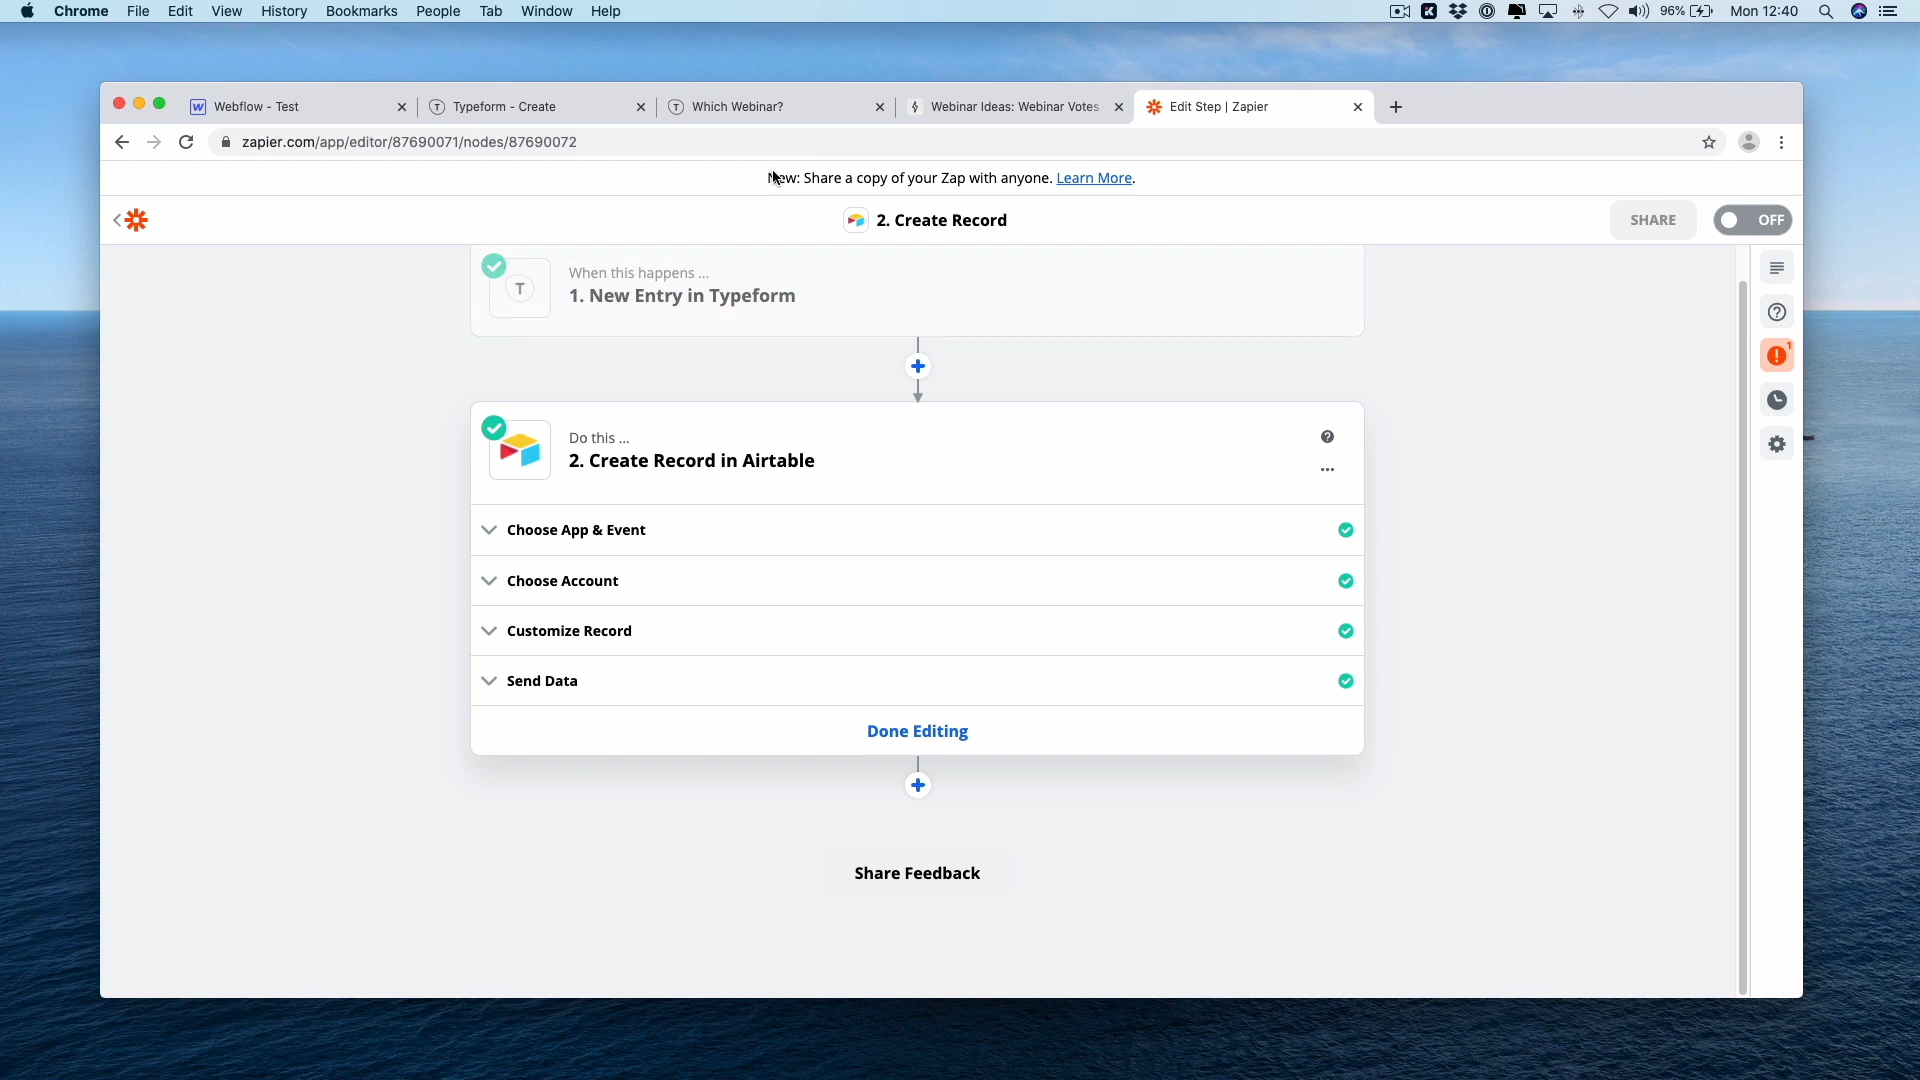 Chrome File Edit View History Bookmarks People Tab Window Help
96% Mon 12:40
Webflow - Test
Typeform - Create
Which Webinar?
Webinar Ideas: Webinar Votes
Edit Step | Zapier
zapier.com/app/editor/87690071/nodes/87690072
New: Share a copy of your Zap with anyone. Learn More.
2. Create Record
SHARE
OFF
T
When this happens ...
1. New Entry in Typeform
1
Do this ...
2. Create Record in Airtable
Choose App & Event
Choose Account
Customize Record
Send Data
Done Editing
Share Feedback